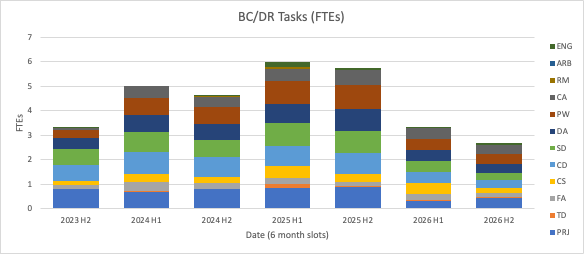 BC/DR Tasks (FTEs)
7
6
5
4
3
2
1
0
FTEs
2023 H2
2024 H1
2024 H2
2025 H1
2025 H2
2026 H1
2026 H2
Date (6 month slots)
ENG
ARB
RM
CA
PW
DA
SD
CD
CS
FA
TD
PRJ